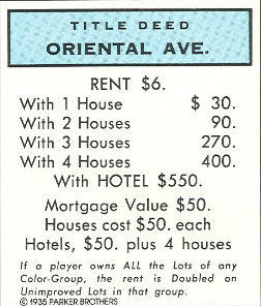 TITLE DEED
ORIENTAL AVE.
RENT $6.
With 1 House $ 30.
With 2 Houses 90.
With 3 Houses 270.
With 4 Houses 400.
With HOTEL $550.
Mortgage Value $50.
Houses cost $50. each
Hotels, $50. plus 4 houses
If a player owns ALL the Lots of any
Color-Group, the rent is Doubled on
Unimproved Lots in that group.
© 1935 PARKER BROTHERS